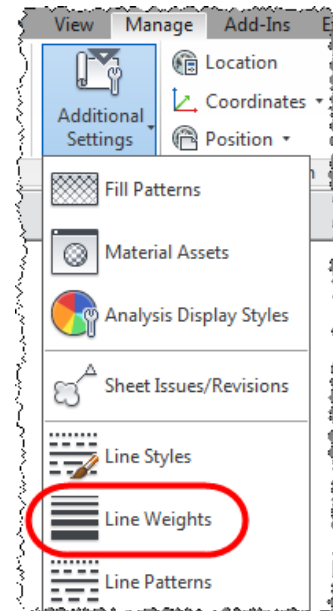 View Manage Add-Ins E
Location
Coordinates
Position
Additional
Settings
Fill Patterns
Material Assets
Analysis Display Styles
Sheet Issues/Revisions
Line Styles
Line Weights
Line Patterns